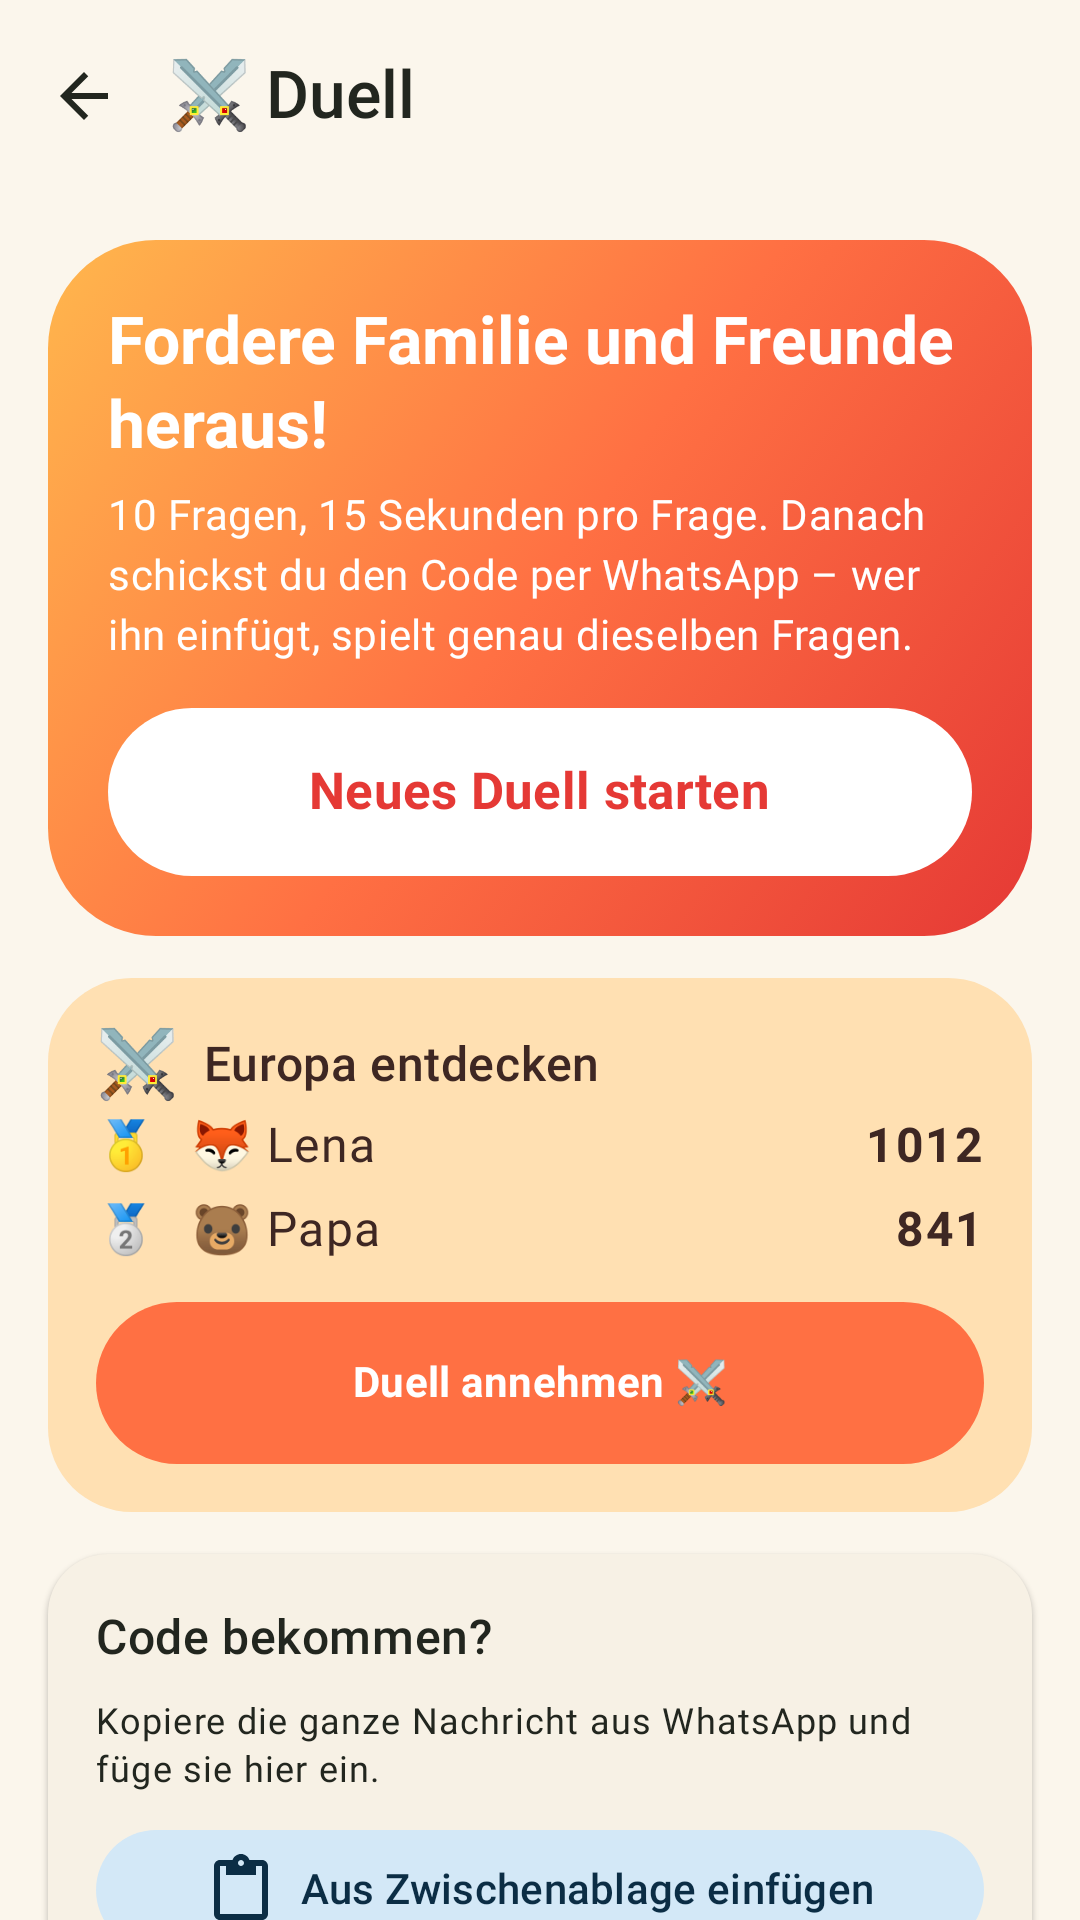 ⚔️ Duell
Fordere Familie und Freunde
heraus!
10 Fragen, 15 Sekunden pro Frage. Danach
schickst du den Code per WhatsApp – wer
ihn einfügt, spielt genau dieselben Fragen.
Neues Duell starten
⚔️ Europa entdecken
🥇 🦊 Lena 1012
🥈 🐻 Papa 841
Duell annehmen ⚔️
Code bekommen?
Kopiere die ganze Nachricht aus WhatsApp und
füge sie hier ein.
Aus Zwischenablage einfügen